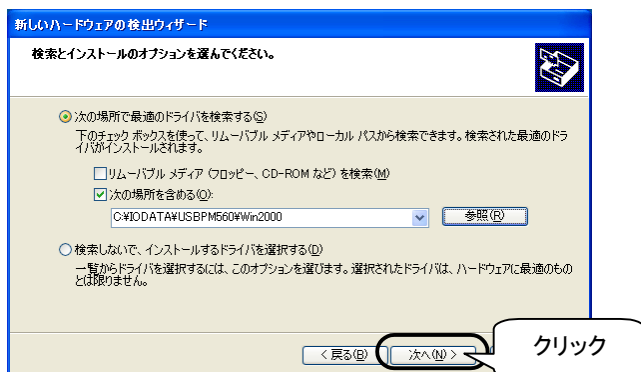 新しいハードウェアの検出ウィザード
検索とインストールのオプションを選んでください。
次の場所で最適のドライバを検索する(S)
下のチェック ボックスを使って、リムーバブル メディアやローカル パスから検索できます。検索された最適のドラ
イバがインストールされます。
リムーバブル メディア (フロッピー、CD-ROM など) を検索(M)
次の場所を含める(O):
C:¥IODATA¥USBPM560¥Win2000
参照(R)
検索しないで、インストールするドライバを選択する(D)
一覧からドライバを選択するには、このオプションを選びます。選択されたドライバは、ハードウェアに最適のもの
とは限りません。
< 戻る(B)
次へ(N) >
クリック